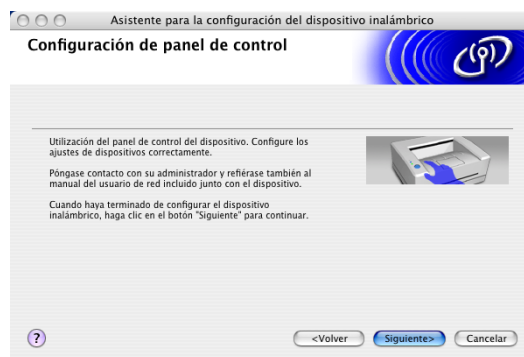 Asistente para la configuración del dispositivo inalámbrico
Configuración de panel de control
Utilización del panel de control del dispositivo. Configure los
ajustes de dispositivos correctamente.
Póngase contacto con su administrador y refiérase también al
manual del usuario de red incluido junto con el dispositivo.
Cuando haya terminado de configurar el dispositivo
inalámbrico, haga clic en el botón "Siguiente" para continuar.
? <Volver Siguiente> Cancelar